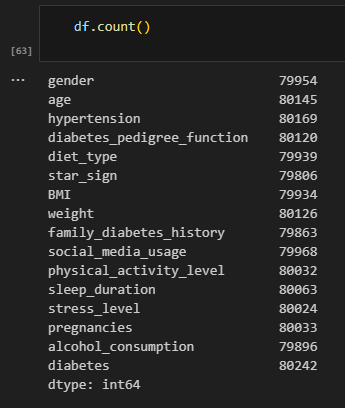 df.count()
[63]
...
gender 79954
age 80145
hypertension 80169
diabetes_pedigree_function 80120
diet_type 79939
star_sign 79806
BMI 79934
weight 80126
family_diabetes_history 79863
social_media_usage 79968
physical_activity_level 80032
sleep_duration 80063
stress_level 80024
pregnancies 80033
alcohol_consumption 79896
diabetes 80242
dtype: int64